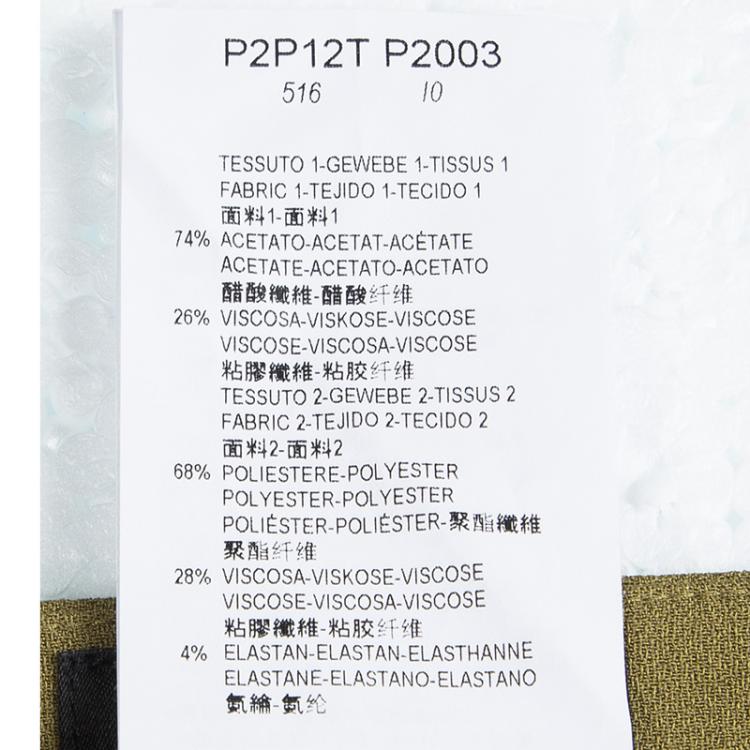 P2P12T P2003
516 10
TESSUTO 1-GEWEBE 1-TISSUS 1
FABRIC 1-TEJIDO 1-TECIDO 1
面料1-面料1
74% ACETATO-ACETAT-ACÉTATE
ACETATE-ACETATO-ACETATO
醋酸纖維-醋酸纤维
26% VISCOSA-VISKOSE-VISCOSE
VISCOSE-VISCOSA-VISCOSE
粘膠纖維-粘胶纤维
TESSUTO 2-GEWEBE 2-TISSUS 2
FABRIC 2-TEJIDO 2-TECIDO 2
面料2-面料2
68% POLIESTERE-POLYESTER
POLYESTER-POLYESTER
POLIÉSTER-POLIÉSTER-聚酯纖維
聚酯纤维
28% VISCOSA-VISKOSE-VISCOSE
VISCOSE-VISCOSA-VISCOSE
粘膠纖維-粘胶纤维
4% ELASTAN-ELASTAN-ELASTHANNE
ELASTANE-ELASTANO-ELASTANO
氨綸-氨纶